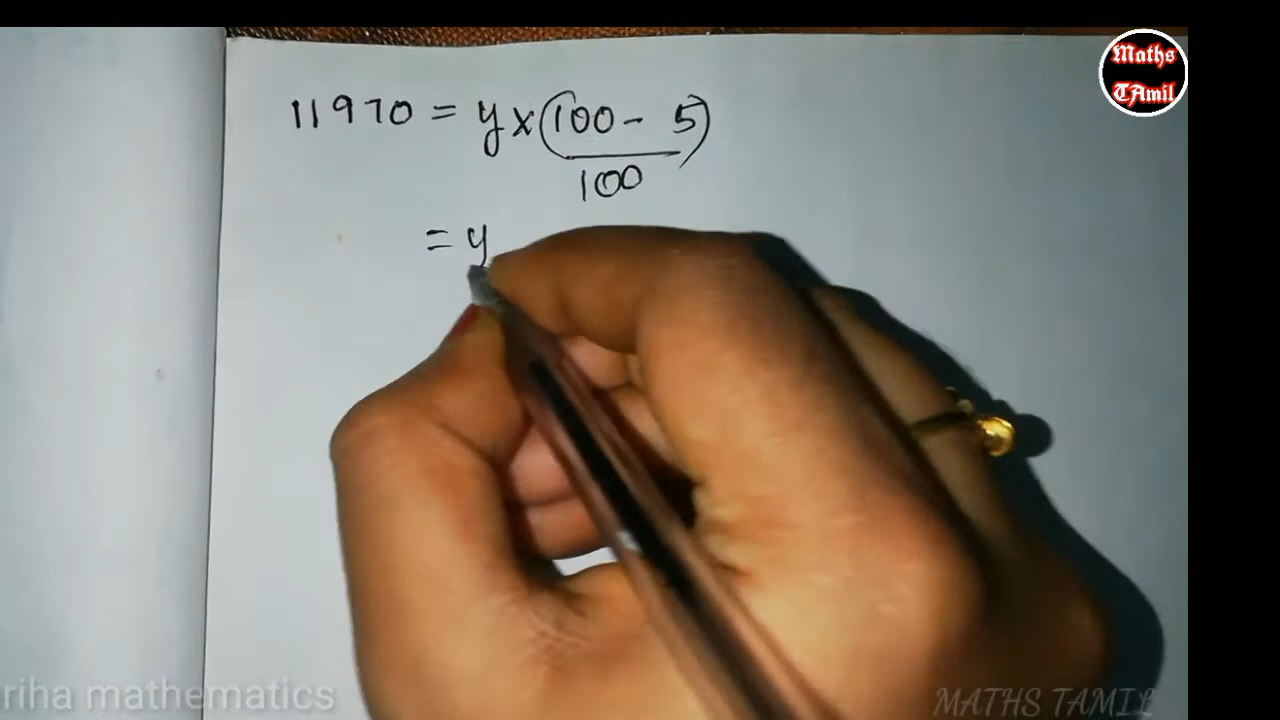 Maths
TAmil
11970 = y x (100 - 5)
100
= y
riha mathematics
MATHS TAMIL